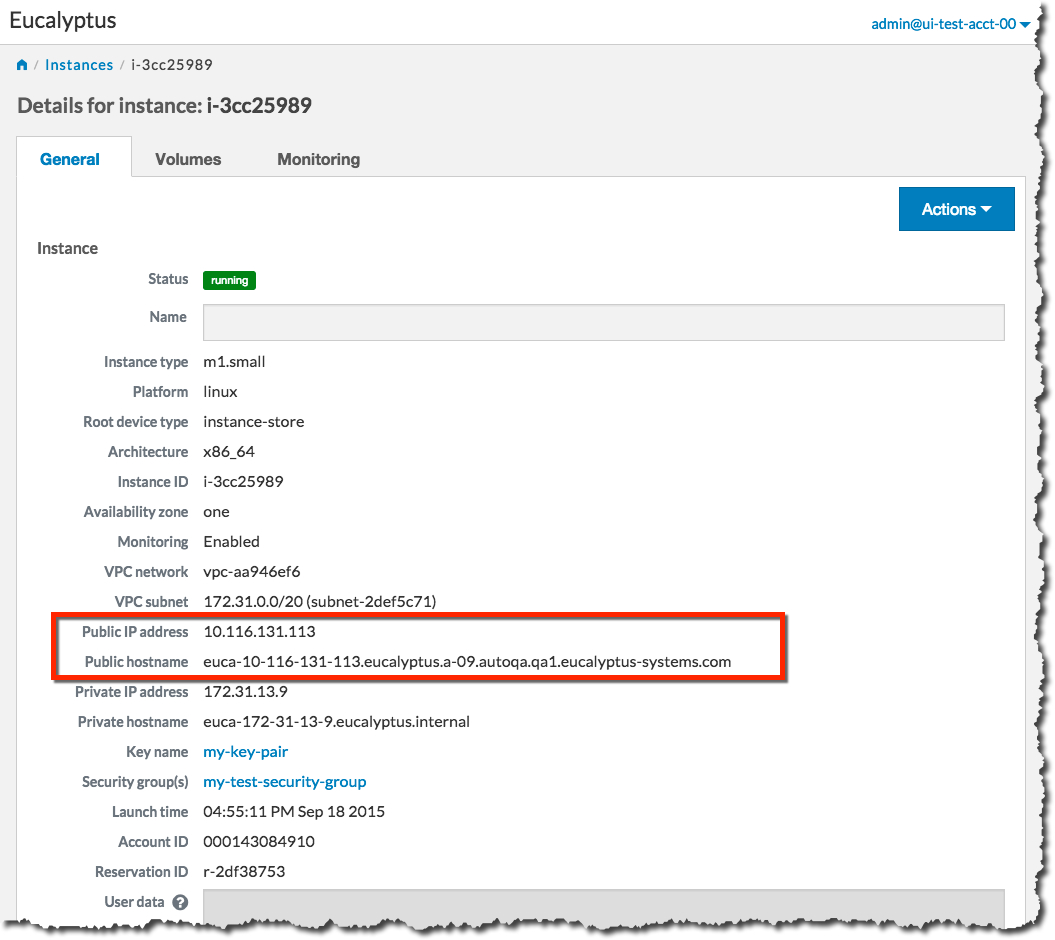 Eucalyptus
admin@ui-test-acct-00
/ Instances / i-3cc25989
Details for instance: i-3cc25989
General Volumes Monitoring
Actions
Instance
Status running
Name
Instance type m1.small
Platform linux
Root device type instance-store
Architecture x86_64
Instance ID i-3cc25989
Availability zone one
Monitoring Enabled
VPC network vpc-aa946ef6
VPC subnet 172.31.0.0/20 (subnet-2def5c71)
Public IP address 10.116.131.113
Public hostname euca-10-116-131-113.eucalyptus.a-09.autoqa.qa1.eucalyptus-systems.com
Private IP address 172.31.13.9
Private hostname euca-172-31-13-9.eucalyptus.internal
Key name my-key-pair
Security group(s) my-test-security-group
Launch time 04:55:11 PM Sep 18 2015
Account ID 000143084910
Reservation ID r-2df38753
User data ?